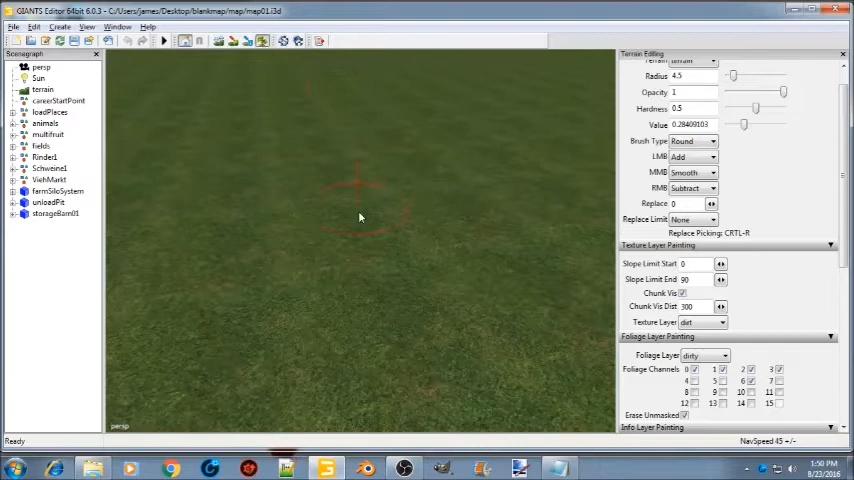 GIANTS Editor 64bit 6.0.3 - C:/Users/james/Desktop/blankmap/map/map01.i3d
File Edit Create View Window Help
Scenegraph
persp
Sun
terrain
careerStartPoint
loadPlaces
animals
multifruit
fields
Rinder1
Schweine1
ViehMarkt
farmSiloSystem
unloadPit
storageBarn01
persp
Terrain Editing
Terrain terrain
Radius 4.5
Opacity 1
Hardness 0.5
Value 0.28409103
Brush Type Round
LMB Add
MMB Smooth
RMB Subtract
Replace 0
Replace Limit None
Replace Picking: CRTL-R
Texture Layer Painting
Slope Limit Start 0
Slope Limit End 90
Chunk Vis
Chunk Vis Dist 300
Texture Layer dirt
Foliage Layer Painting
Foliage Layer dirty
Foliage Channels 0 1 2 3
4 5 6 7
8 9 10 11
12 13 14 15
Erase Unmasked
Info Layer Painting
Ready
NavSpeed 45 +/-
1:50 PM
8/23/2016